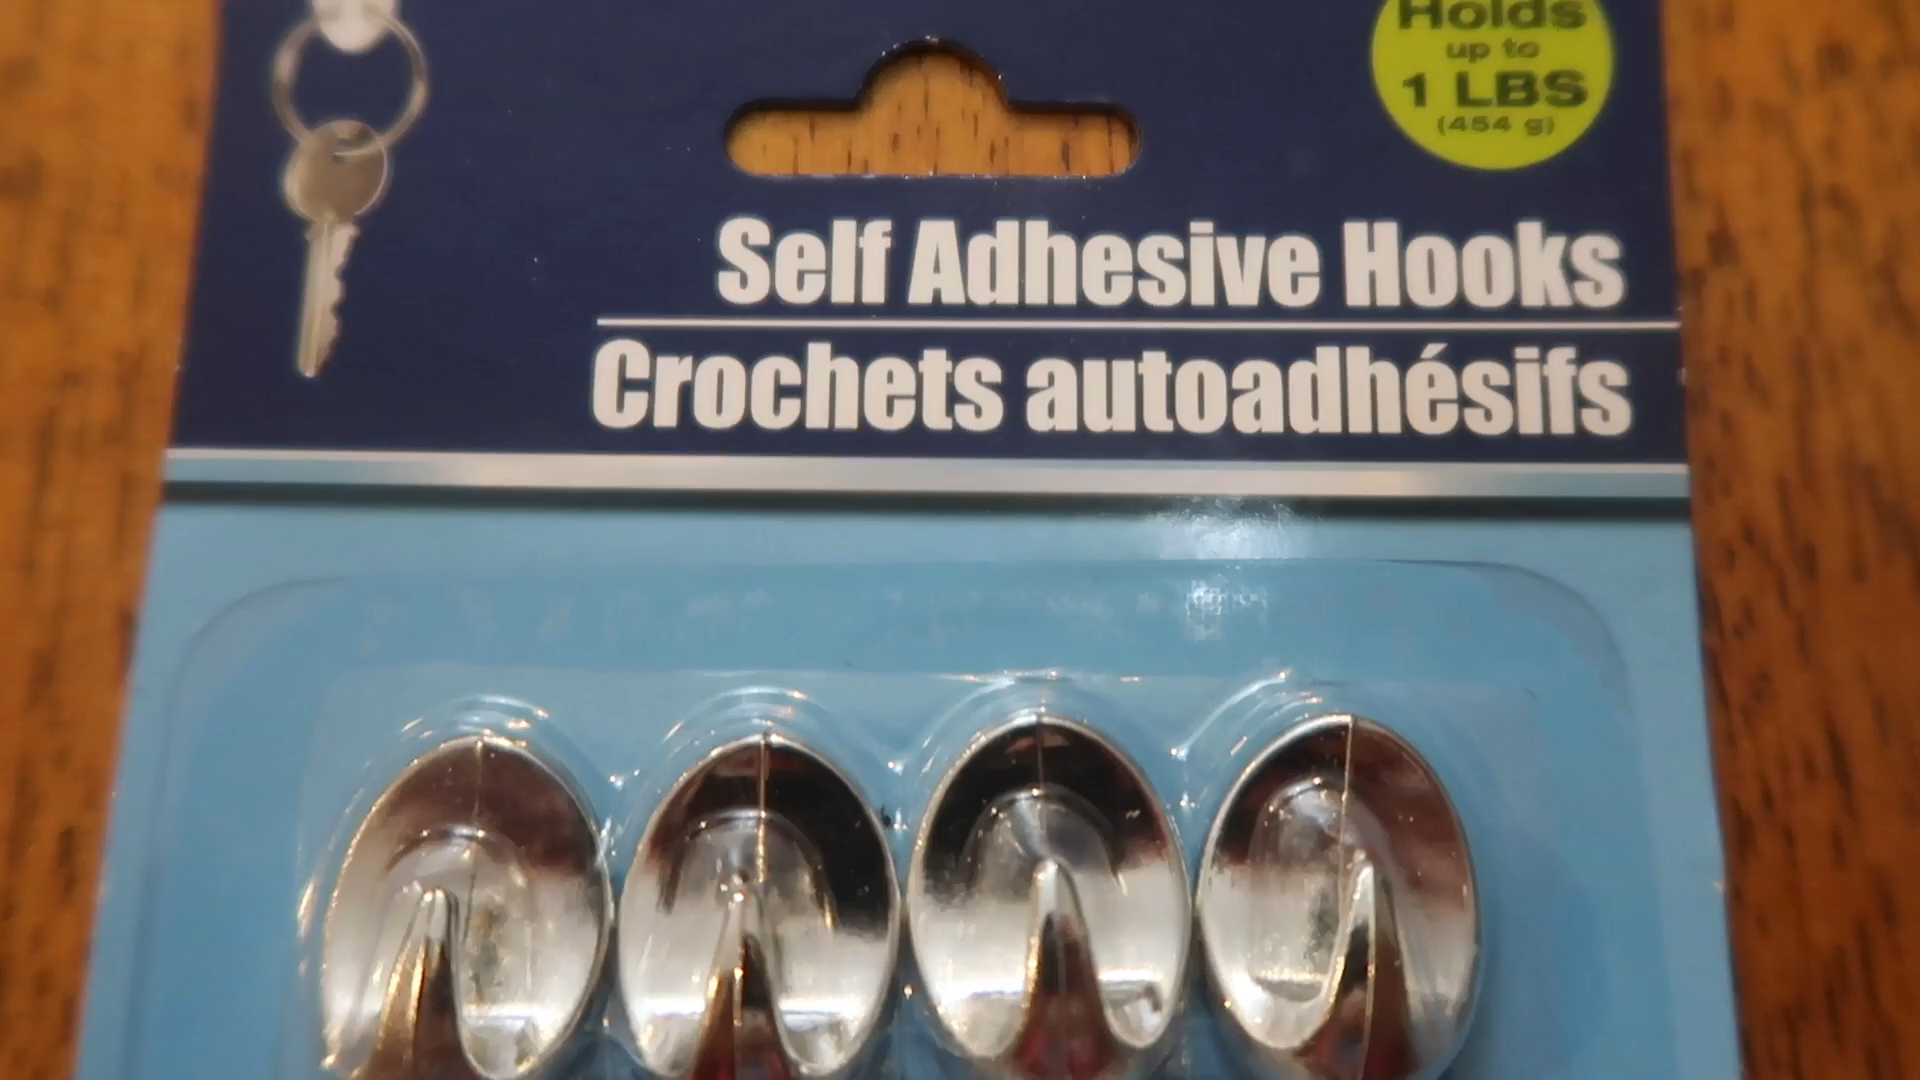 Holds
up to
1 LBS
(454 g)
Self Adhesive Hooks
Crochets autoadhésifs